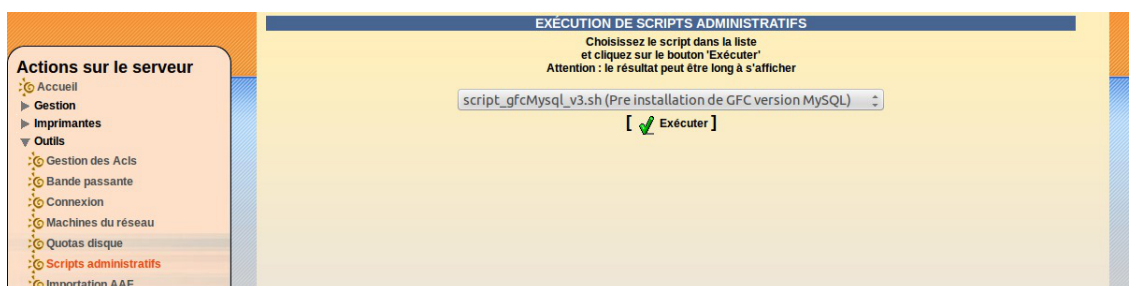 EXÉCUTION DE SCRIPTS ADMINISTRATIFS
Choisissez le script dans la liste
et cliquez sur le bouton 'Exécuter'
Attention : le résultat peut être long à s'afficher
script_gfcMysql_v3.sh (Pre installation de GFC version MySQL)
[ Exécuter ]
Actions sur le serveur
Accueil
Gestion
Imprimantes
Outils
Gestion des Acls
Bande passante
Connexion
Machines du réseau
Quotas disque
Scripts administratifs
Importation AAF